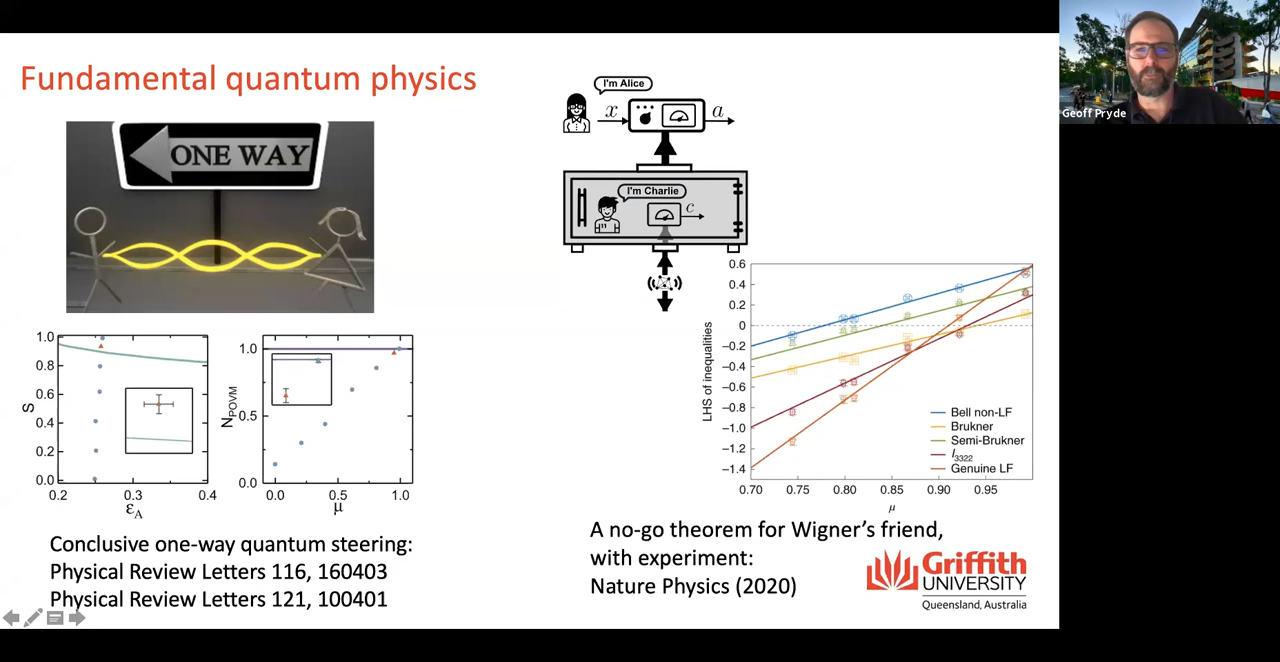 Fundamental quantum physics
ONE WAY
I'm Alice
x
a
I'm Charlie
c
Geoff Pryde
S
1.0
0.8
0.6
0.4
0.2
0.0
0.2 0.3 0.4
εA
NPOVM
1.0
0.5
0.0
0.0 0.5 1.0
μ
LHS of inequalities
0.6
0.4
0.2
0
−0.2
−0.4
−0.6
−0.8
−1.0
−1.2
−1.4
0.70 0.75 0.80 0.85 0.90 0.95
μ
Bell non-LF
Brukner
Semi-Brukner
I3322
Genuine LF
Conclusive one-way quantum steering:
Physical Review Letters 116, 160403
Physical Review Letters 121, 100401
A no-go theorem for Wigner’s friend,
with experiment:
Nature Physics (2020)
Griffith
UNIVERSITY
Queensland, Australia